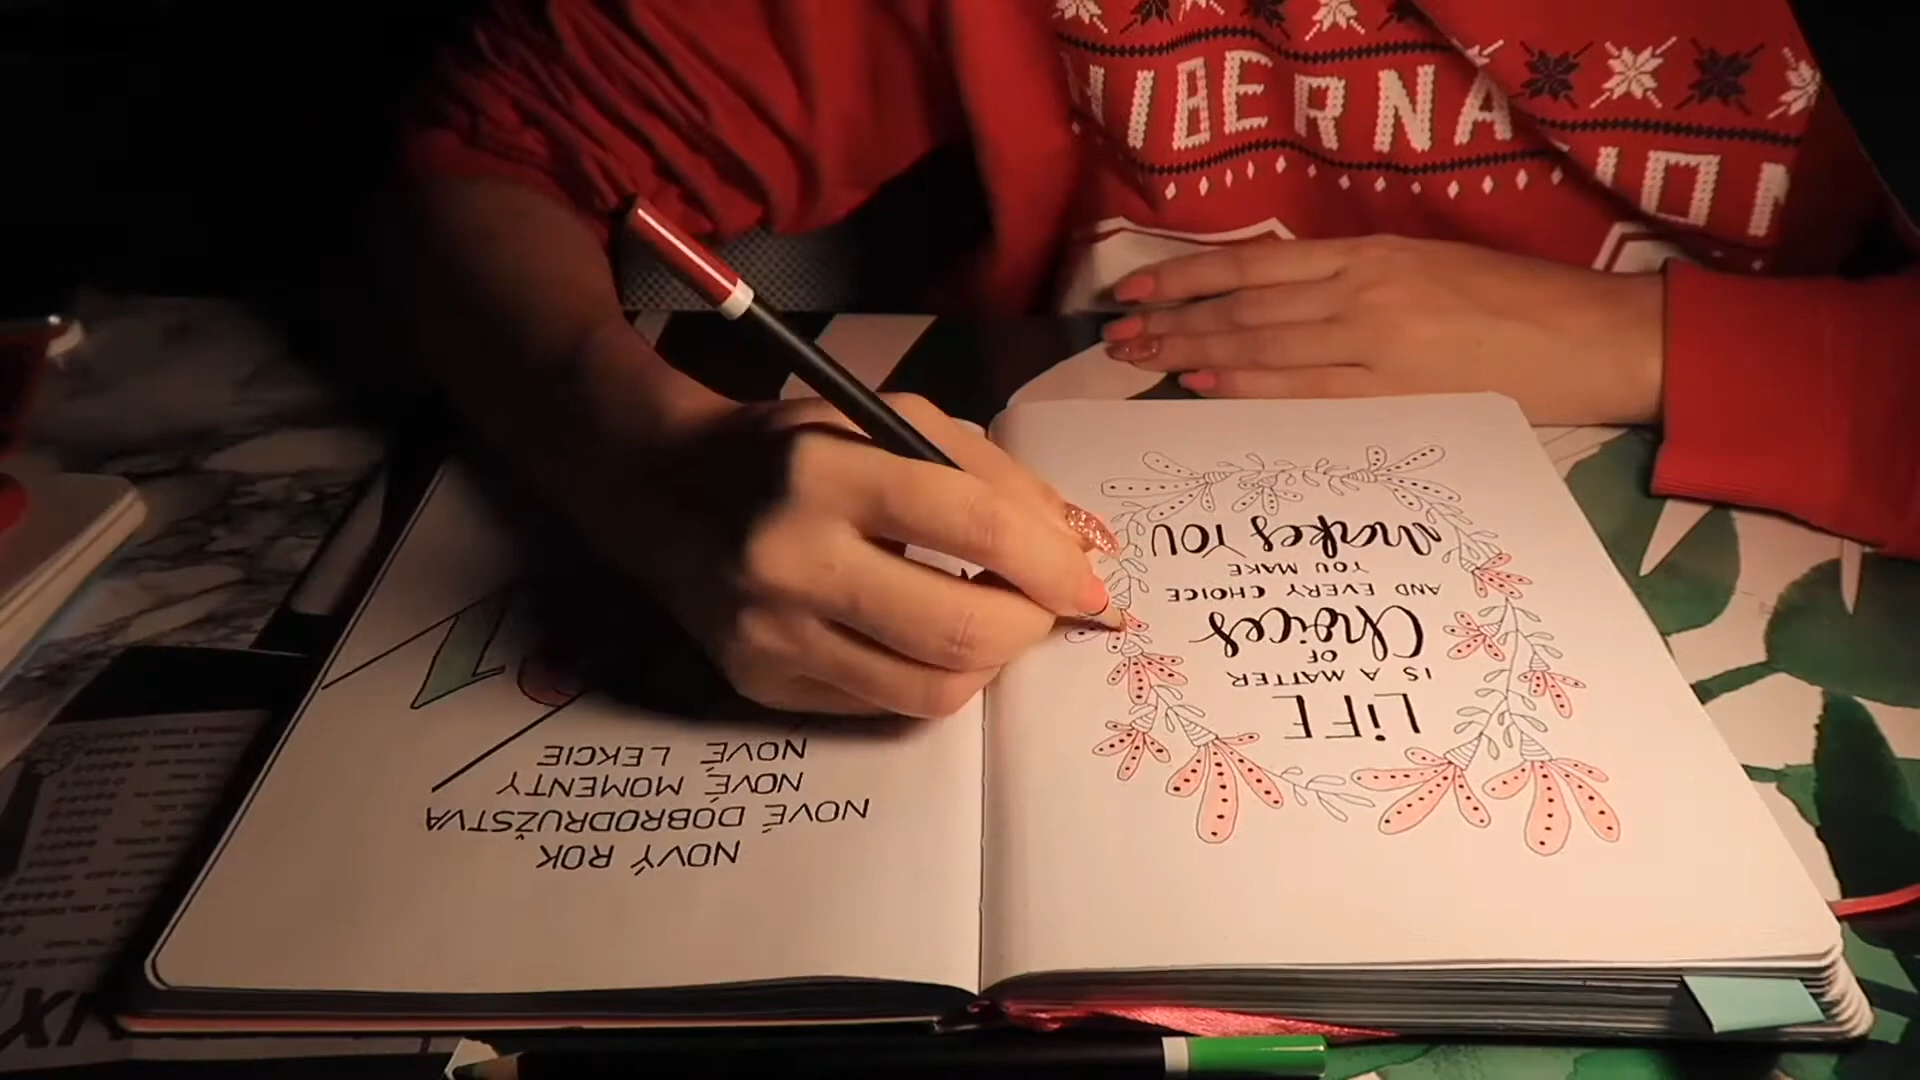 HIBERNA
ION
LiFE
IS A MATTER
OF
Choices
AND EVERY CHOICE
YOU MAKE
makes YOU
NOVÝ ROK
NOVÉ DOBRODRUŽSTVA
NOVÉ MOMENTY
NOVÉ LEKCIE